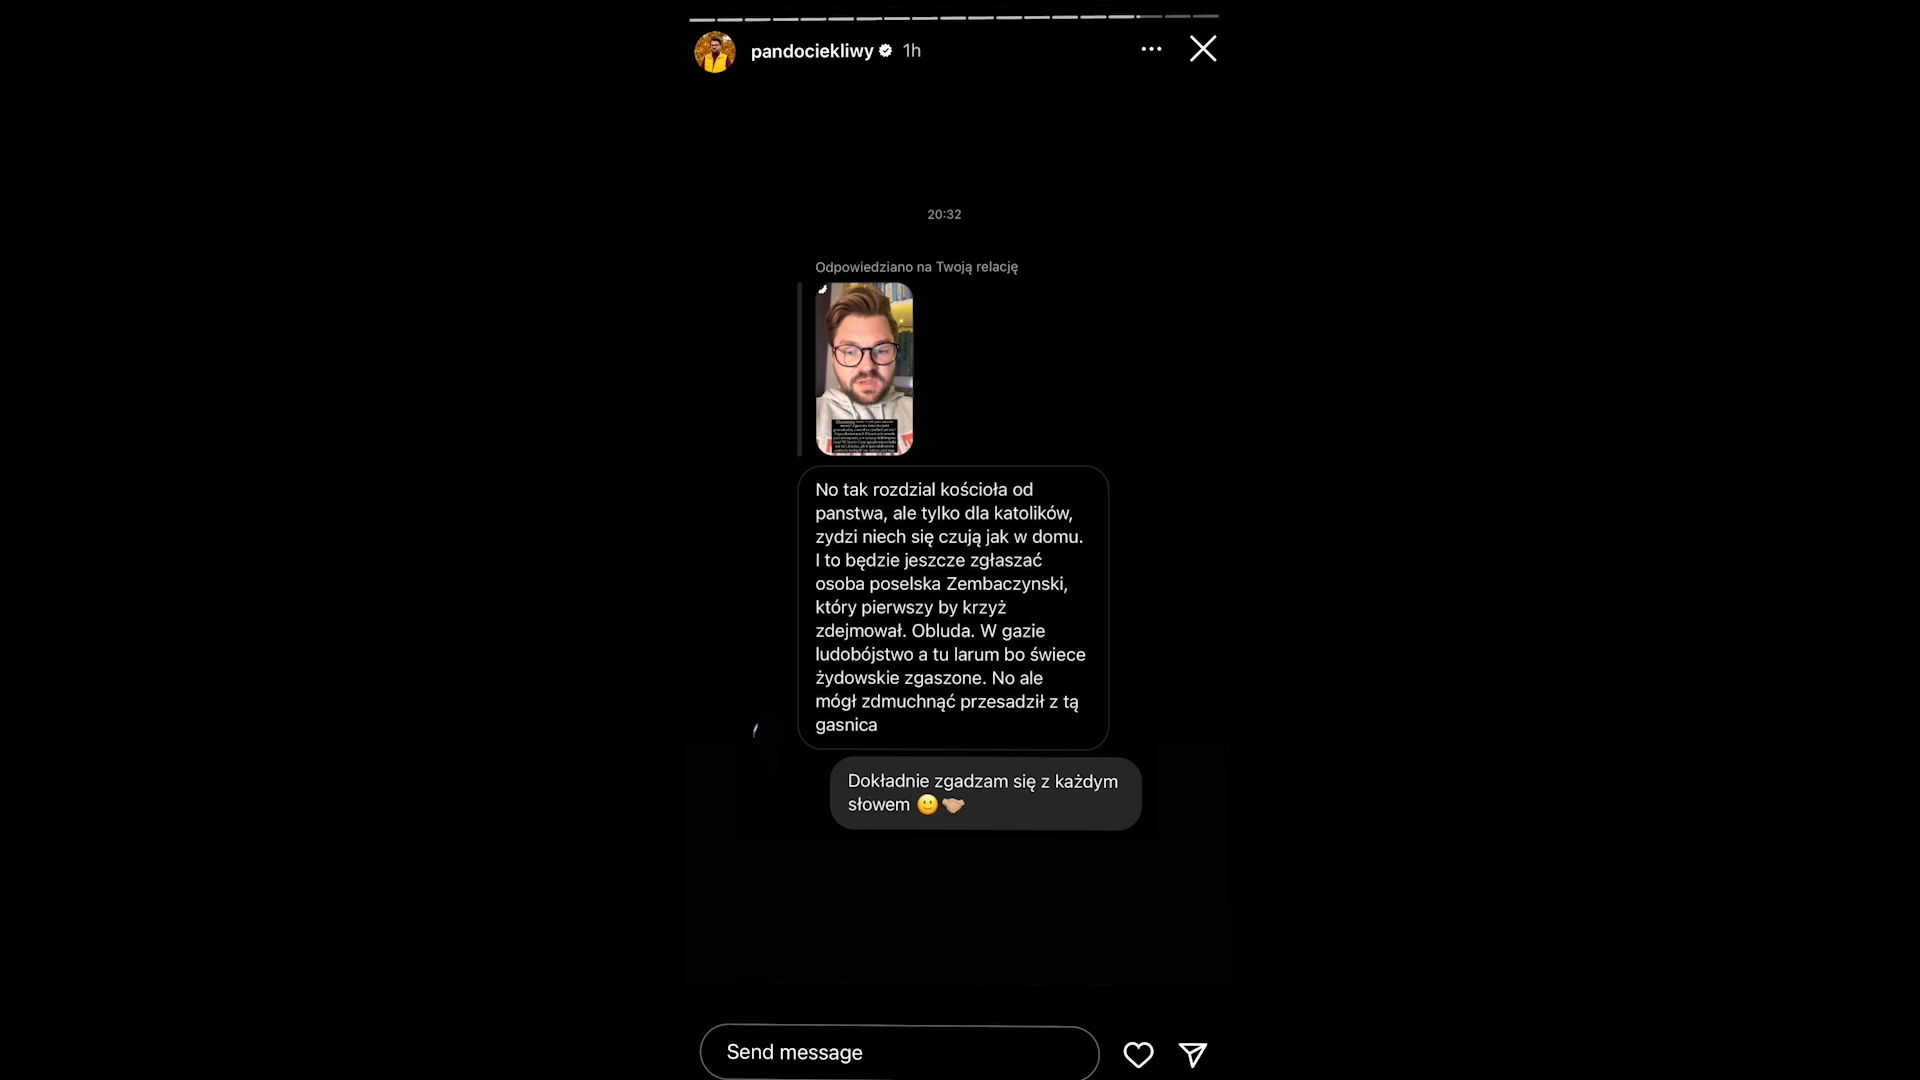 pandociekliwy 1h
20:32
Odpowiedziano na Twoją relację
No tak rozdzial kościoła od
panstwa, ale tylko dla katolików,
zydzi niech się czują jak w domu.
I to będzie jeszcze zgłaszać
osoba poselska Zembaczynski,
który pierwszy by krzyż
zdejmował. Obluda. W gazie
ludobójstwo a tu larum bo świece
żydowskie zgaszone. No ale
mógł zdmuchnąć przesadził z tą
gasnica
Dokładnie zgadzam się z każdym
słowem 🙂🤝🏼
Send message